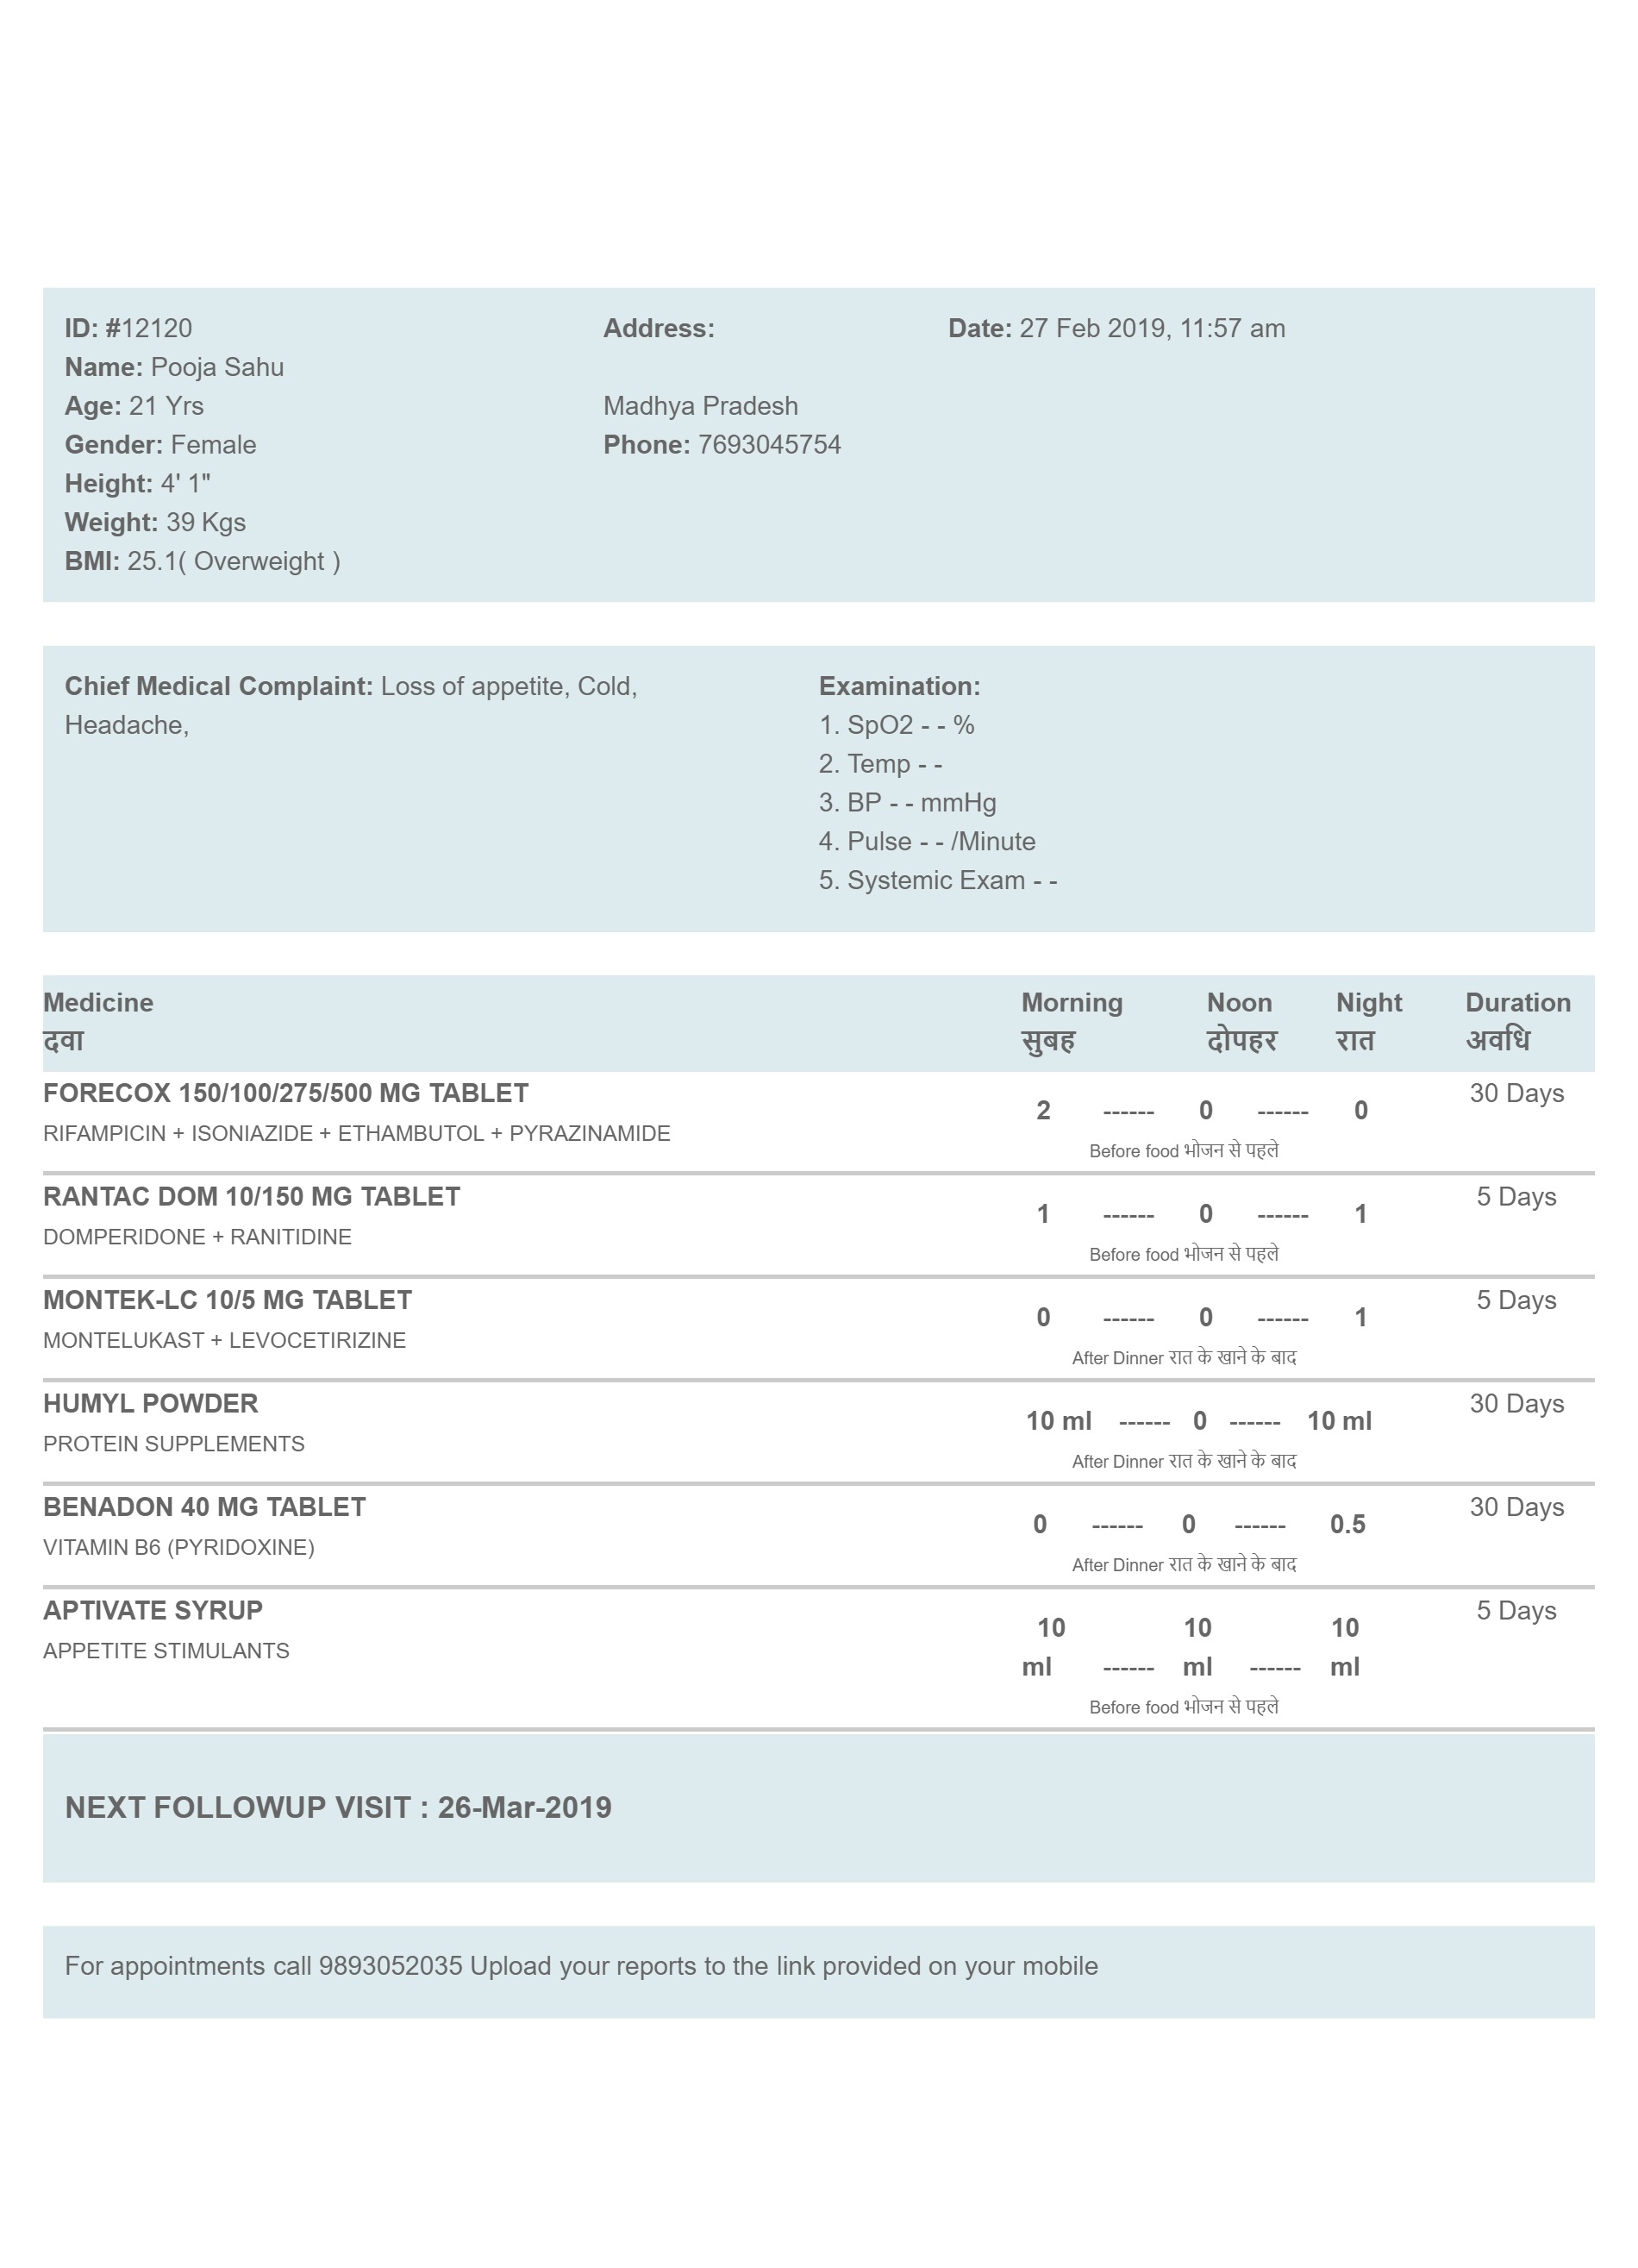 ID: #12120
Name: Pooja Sahu
Age: 21 Yrs
Gender: Female
Height: 4' 1"
Weight: 39 Kgs
BMI: 25.1( Overweight )
Address:
Madhya Pradesh
Phone: 7693045754
Date: 27 Feb 2019, 11:57 am
Chief Medical Complaint: Loss of appetite, Cold,
Headache,
Examination:
1. SpO2 - - %
2. Temp - -
3. BP - - mmHg
4. Pulse - - /Minute
5. Systemic Exam - -
Medicine Morning Noon Night Duration
दवा सुबह दोपहर रात अवधि
FORECOX 150/100/275/500 MG TABLET 30 Days
2 ------ 0 ------ 0
RIFAMPICIN + ISONIAZIDE + ETHAMBUTOL + PYRAZINAMIDE
Before food भोजन से पहले
RANTAC DOM 10/150 MG TABLET 5 Days
1 ------ 0 ------ 1
DOMPERIDONE + RANITIDINE
Before food भोजन से पहले
MONTEK-LC 10/5 MG TABLET 5 Days
0 ------ 0 ------ 1
MONTELUKAST + LEVOCETIRIZINE
After Dinner रात के खाने के बाद
HUMYL POWDER 30 Days
10 ml ------ 0 ------ 10 ml
PROTEIN SUPPLEMENTS
After Dinner रात के खाने के बाद
BENADON 40 MG TABLET 30 Days
0 ------ 0 ------ 0.5
VITAMIN B6 (PYRIDOXINE)
After Dinner रात के खाने के बाद
APTIVATE SYRUP 5 Days
10 10 10
APPETITE STIMULANTS
ml ------ ml ------ ml
Before food भोजन से पहले
NEXT FOLLOWUP VISIT : 26-Mar-2019
For appointments call 9893052035 Upload your reports to the link provided on your mobile